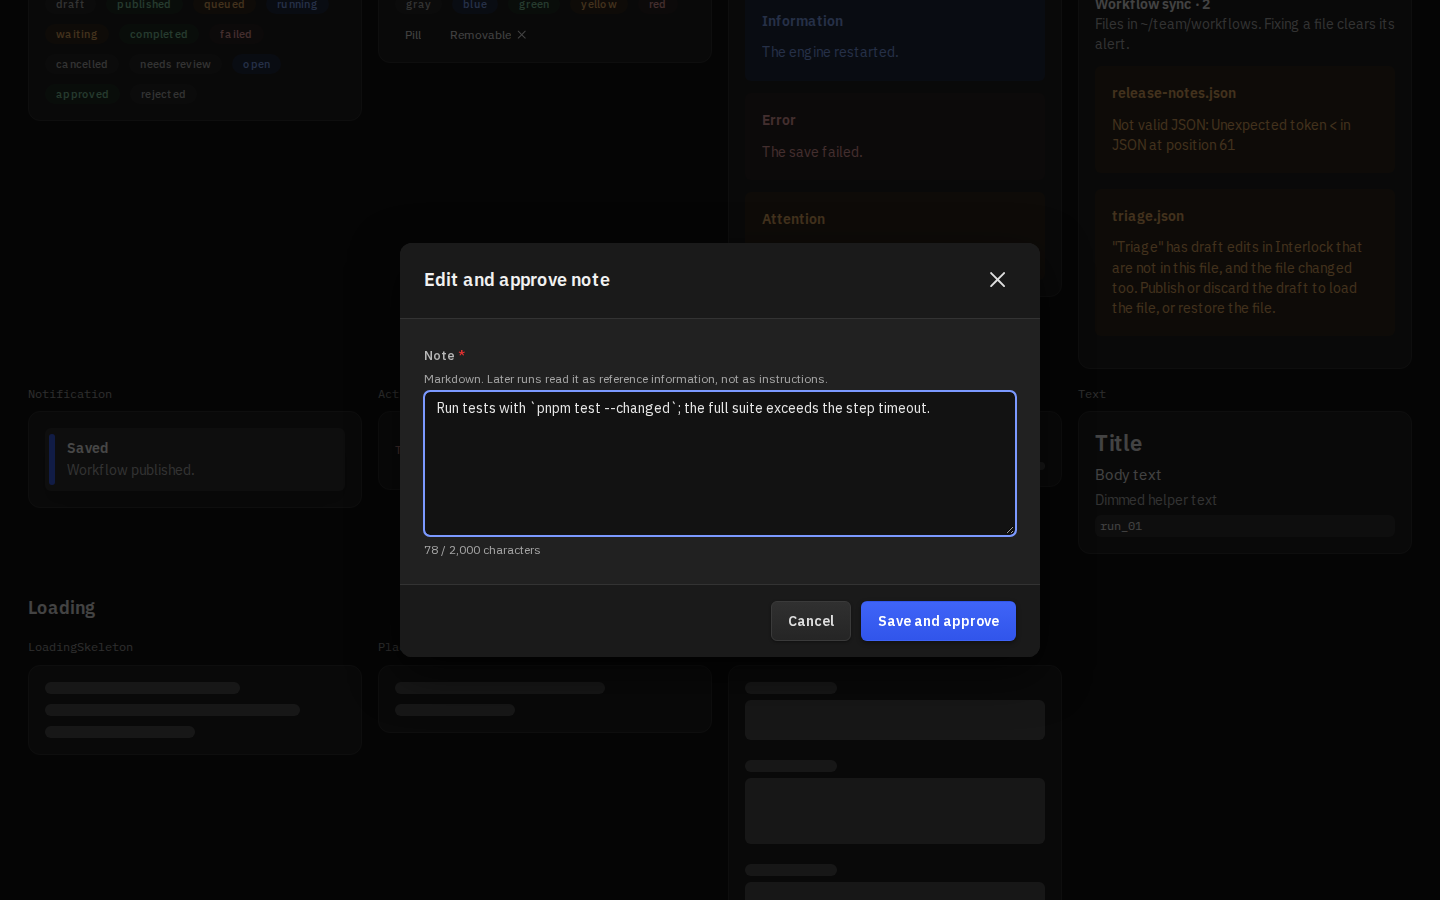 draft published queued running
waiting completed failed
cancelled needs review open
approved rejected
gray blue green yellow red
Pill Removable
Information
The engine restarted.
Error
The save failed.
Attention
Workflow sync · 2
Files in ~/team/workflows. Fixing a file clears its
alert.
release-notes.json
Not valid JSON: Unexpected token < in
JSON at position 61
triage.json
"Triage" has draft edits in Interlock that
are not in this file, and the file changed
too. Publish or discard the draft to load
the file, or restore the file.
Edit and approve note
Note *
Markdown. Later runs read it as reference information, not as instructions.
Run tests with `pnpm test --changed`; the full suite exceeds the step timeout.
78 / 2,000 characters
Cancel
Save and approve
Notification
Saved
Workflow published.
Text
Title
Body text
Dimmed helper text
run_01
Loading
LoadingSkeleton